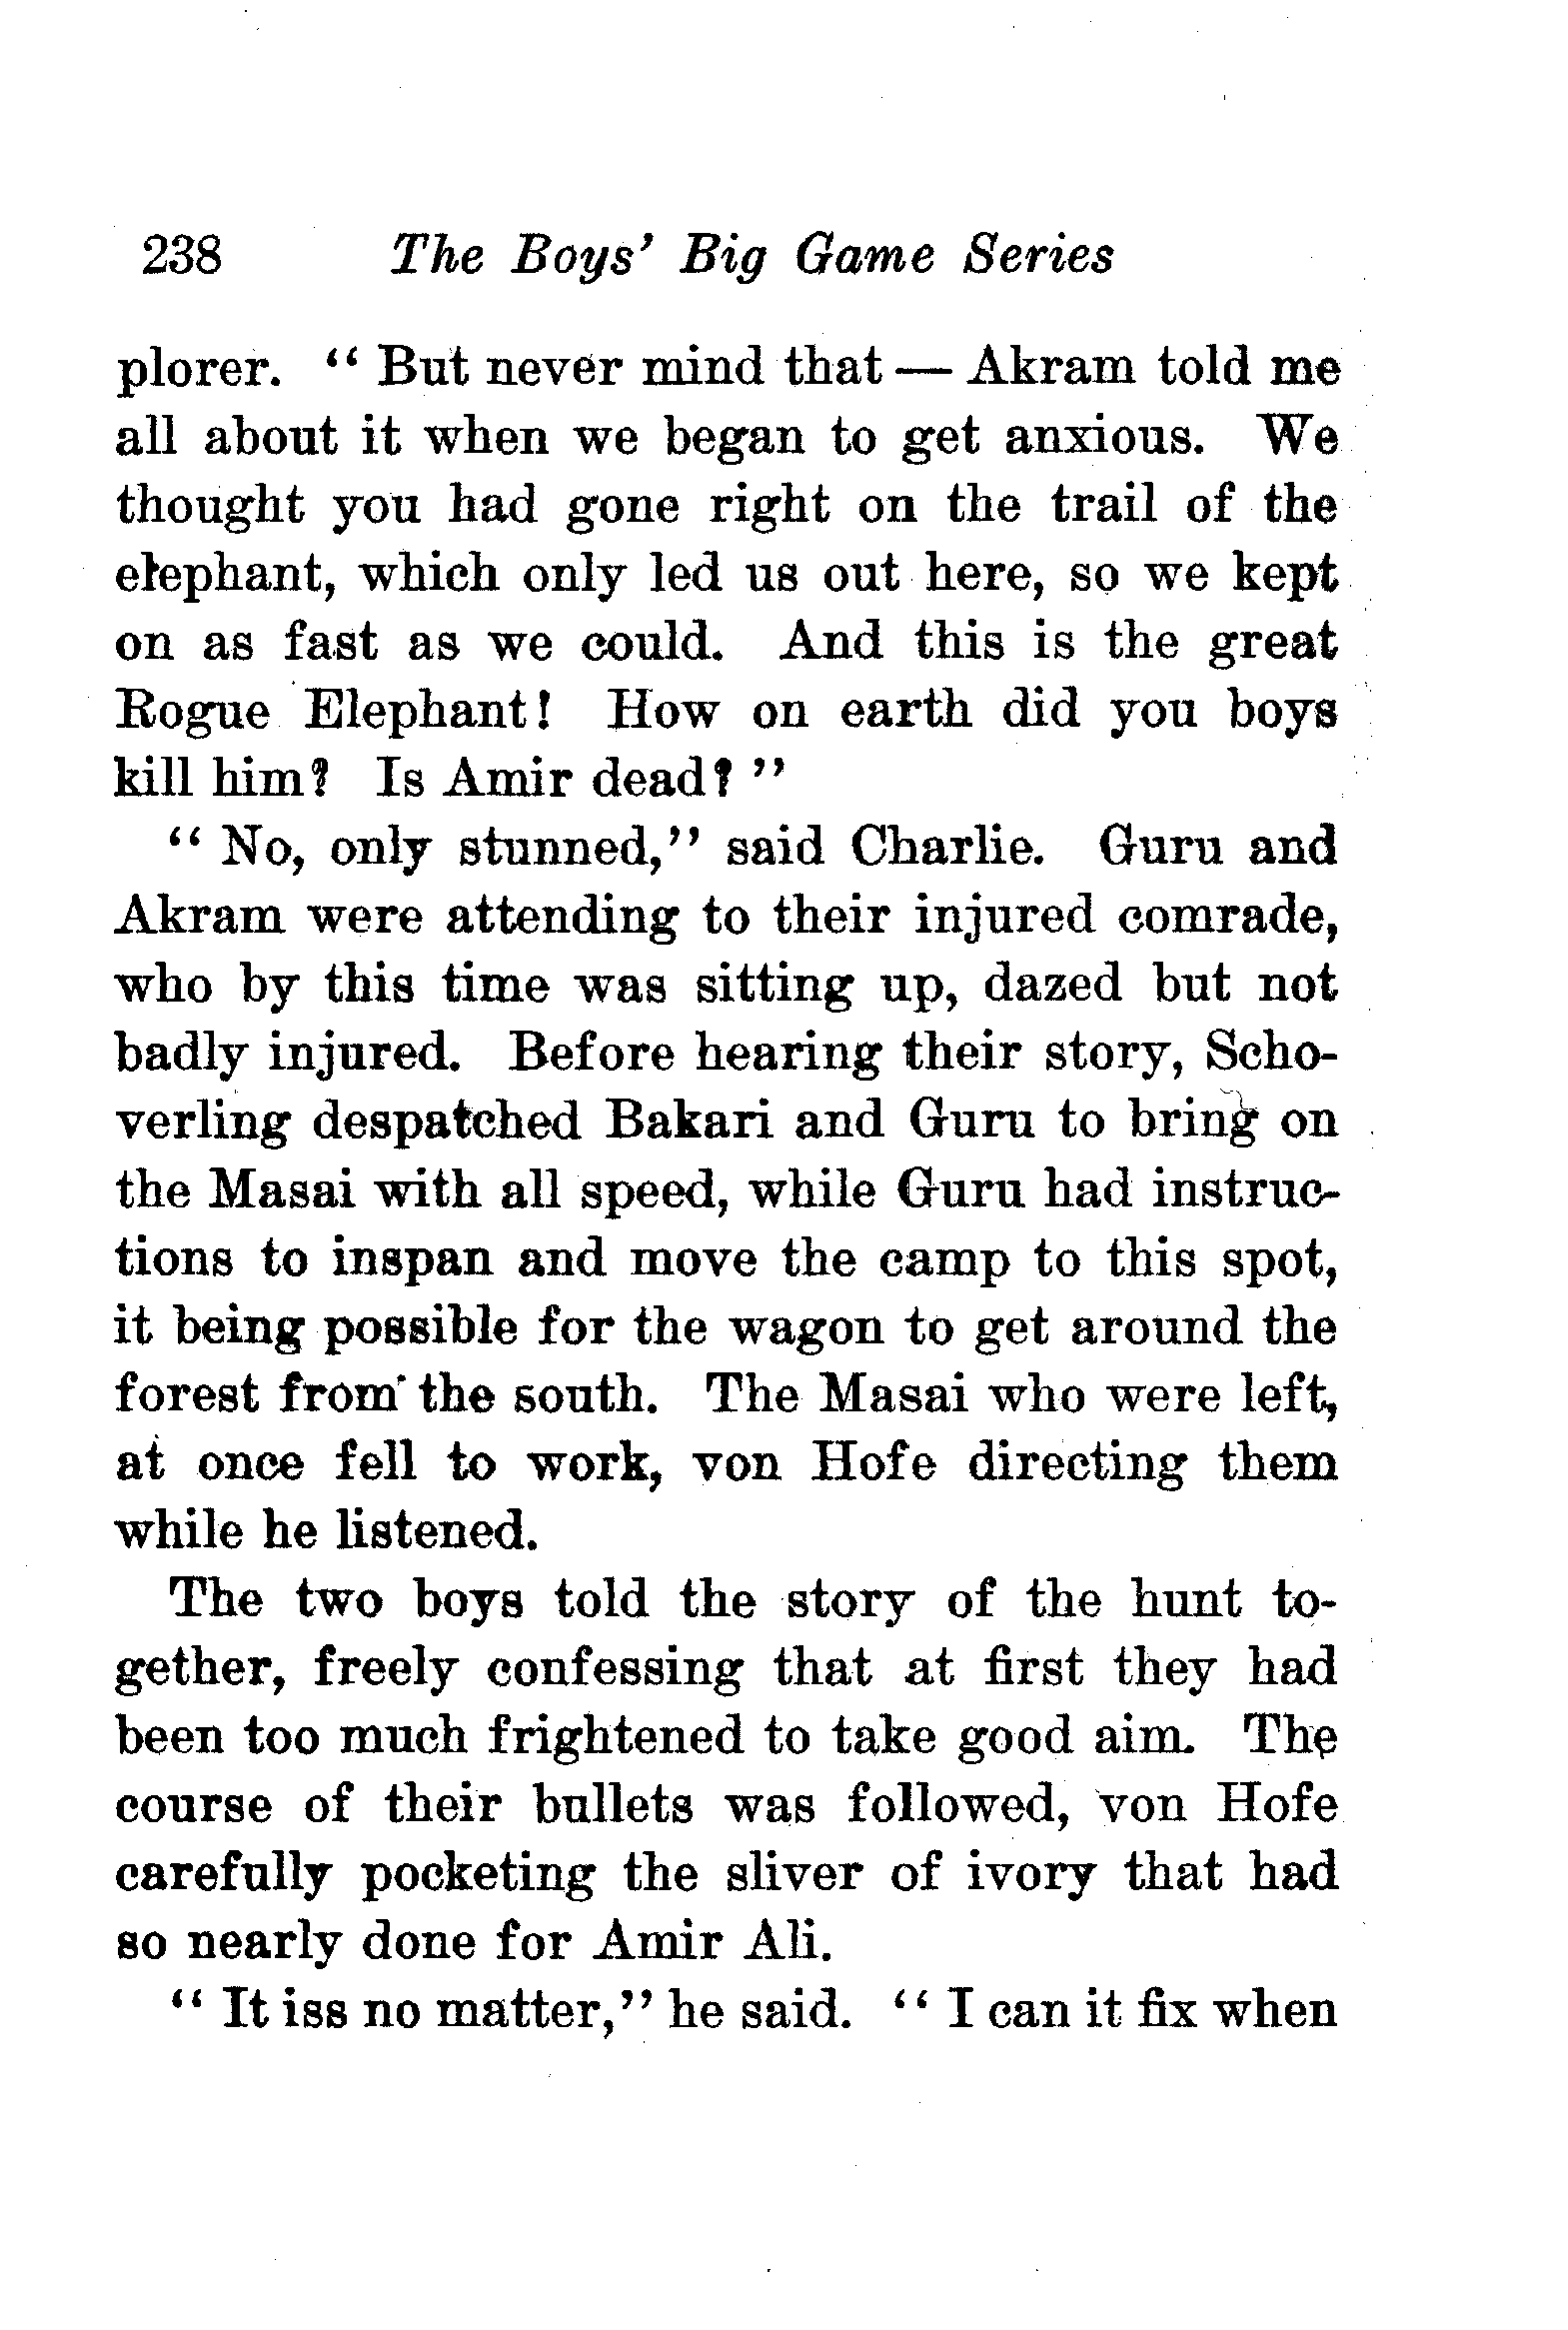 238 The Boys' Big Game Series
plorer. "But never mind that — Akram told me
all about it when we began to get anxious. We
thought you had gone right on the trail of the
elephant, which only led us out here, so we kept
on as fast as we could. And this is the great
Rogue Elephant! How on earth did you boys
kill him? Is Amir dead?"
"No, only stunned," said Charlie. Guru and
Akram were attending to their injured comrade,
who by this time was sitting up, dazed but not
badly injured. Before hearing their story, Scho-
verling despatched Bakari and Guru to bring on
the Masai with all speed, while Guru had instruc-
tions to inspan and move the camp to this spot,
it being possible for the wagon to get around the
forest from the south. The Masai who were left,
at once fell to work, von Hofe directing them
while he listened.
The two boys told the story of the hunt to-
gether, freely confessing that at first they had
been too much frightened to take good aim. The
course of their bullets was followed, von Hofe
carefully pocketing the sliver of ivory that had
so nearly done for Amir Ali.
"It iss no matter," he said. "I can it fix when